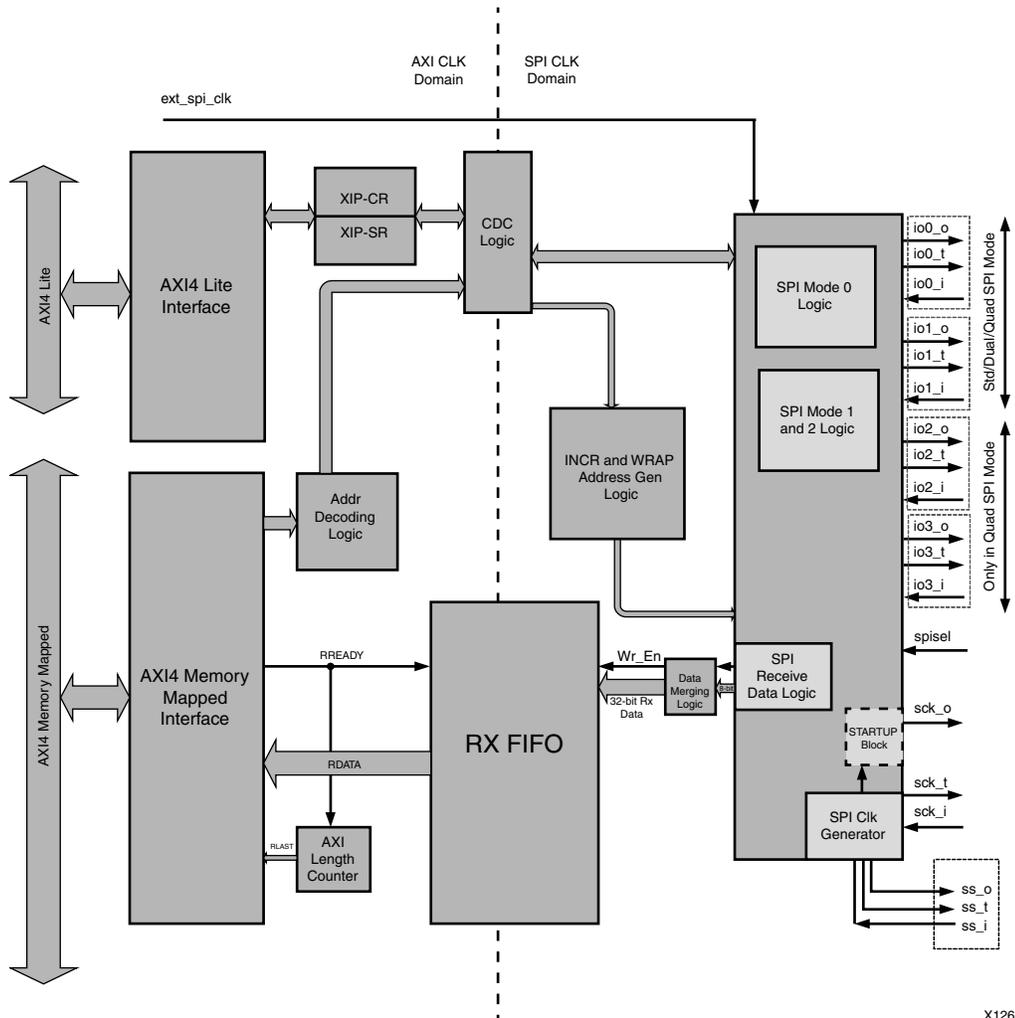 AXI CLK
Domain
SPI CLK
Domain
ext_spi_clk
AXI4 Lite
AXI4 Lite
Interface
XIP-CR
XIP-SR
CDC
Logic
SPI Mode 0
Logic
SPI Mode 1
and 2 Logic
io0_o
io0_t
io0_i
io1_o
io1_t
io1_i
Std/Dual/Quad SPI Mode
io2_o
io2_t
io2_i
io3_o
io3_t
io3_i
Only in Quad SPI Mode
INCR and WRAP
Address Gen
Logic
Addr
Decoding
Logic
AXI4 Memory Mapped
AXI4 Memory
Mapped
Interface
RREADY
RDATA
RLAST
AXI
Length
Counter
RX FIFO
Wr_En
32-bit Rx
Data
Data
Merging
Logic
8-bit
SPI
Receive
Data Logic
spisel
STARTUP
Block
sck_o
sck_t
sck_i
SPI Clk
Generator
ss_o
ss_t
ss_i
X126